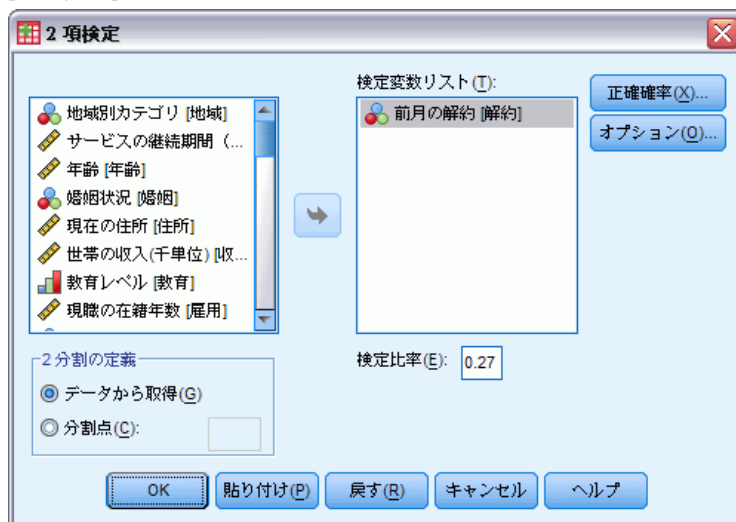 2 項検定
検定変数リスト(T):
地域別カテゴリ [地域]
サービスの継続期間 (...
年齢 [年齢]
婚姻状況 [婚姻]
現在の住所 [住所]
世帯の収入(千単位) [収...
教育レベル [教育]
現職の在籍年数 [雇用]
前月の解約 [解約]
正確確率(X)...
オプション(O)...
2 分割の定義
データから取得(G)
分割点(C):
検定比率(E): 0.27
OK 貼り付け(P) 戻す(R) キャンセル ヘルプ